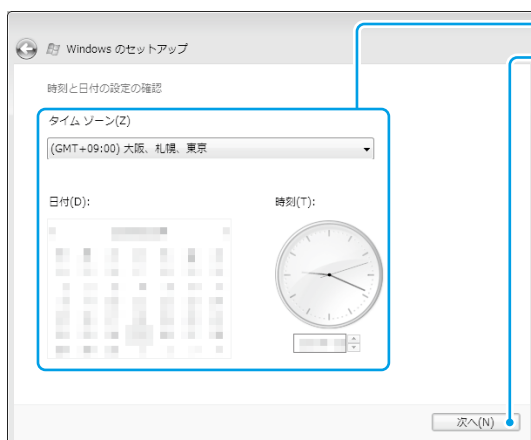 Windows のセットアップ
時刻と日付の設定の確認
タイム ゾーン(Z)
(GMT+09:00) 大阪、札幌、東京
日付(D):
時刻(T):
次へ(N)